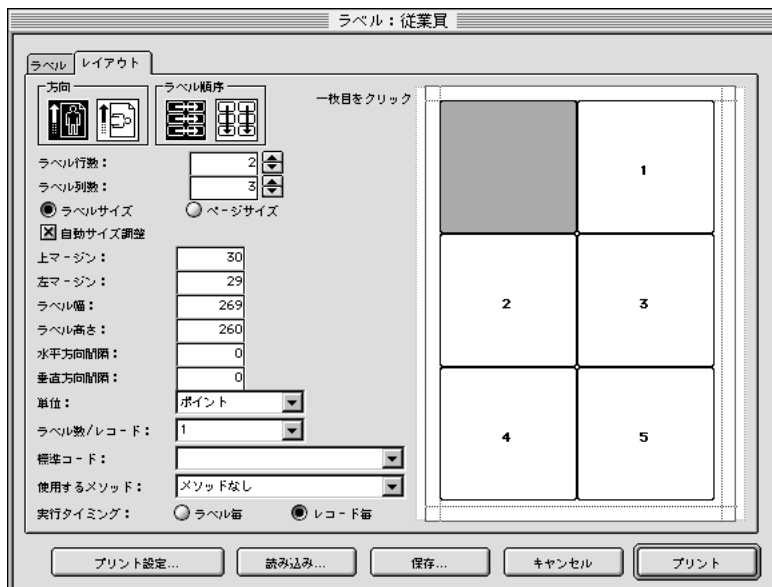 ラベル：従業員
ラベル
レイアウト
方向
ラベル順序
一枚目をクリック
ラベル行数： 2
ラベル列数： 3
ラベルサイズ ページサイズ
自動サイズ調整
上マージン： 30
左マージン： 29
ラベル幅： 269
ラベル高さ： 260
水平方向間隔： 0
垂直方向間隔： 0
単位： ポイント
ラベル数/レコード： 1
標準コード：
使用するメソッド： メソッドなし
実行タイミング： ラベル毎 レコード毎
1
2 3
4 5
プリント設定... 読み込み... 保存... キャンセル プリント